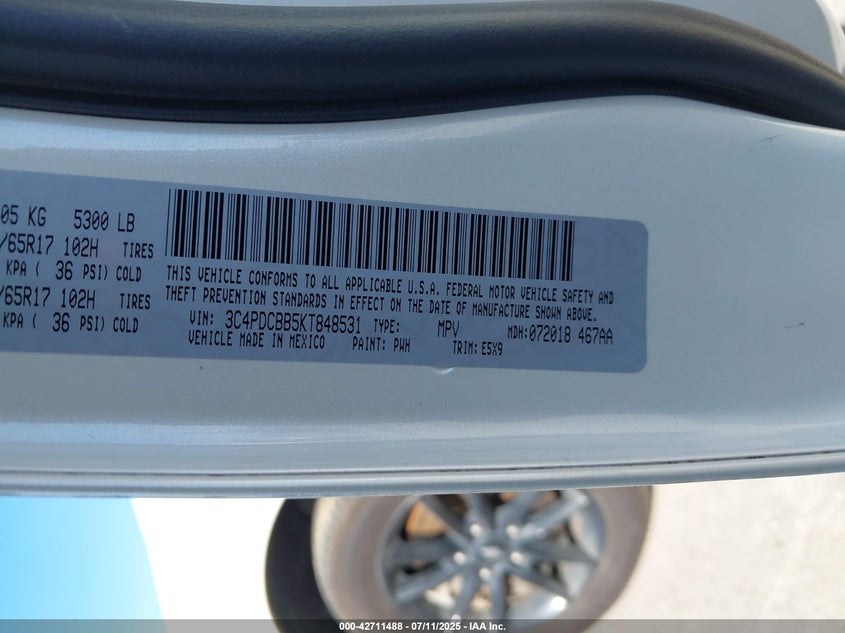 05 KG 5300 LB
/65R17 102H TIRES
KPA ( 36 PSI) COLD
/65R17 102H TIRES
KPA ( 36 PSI) COLD
THIS VEHICLE CONFORMS TO ALL APPLICABLE U.S.A. FEDERAL MOTOR VEHICLE SAFETY AND
THEFT PREVENTION STANDARDS IN EFFECT ON THE DATE OF MANUFACTURE SHOWN ABOVE.
VIN: 3C4PDCBB5KT848531 TYPE: MPV MDH:072018 467AA
VEHICLE MADE IN MEXICO PAINT: PWH TRIM: E5X9
000-42711488 - 07/11/2025 - IAA, Inc.